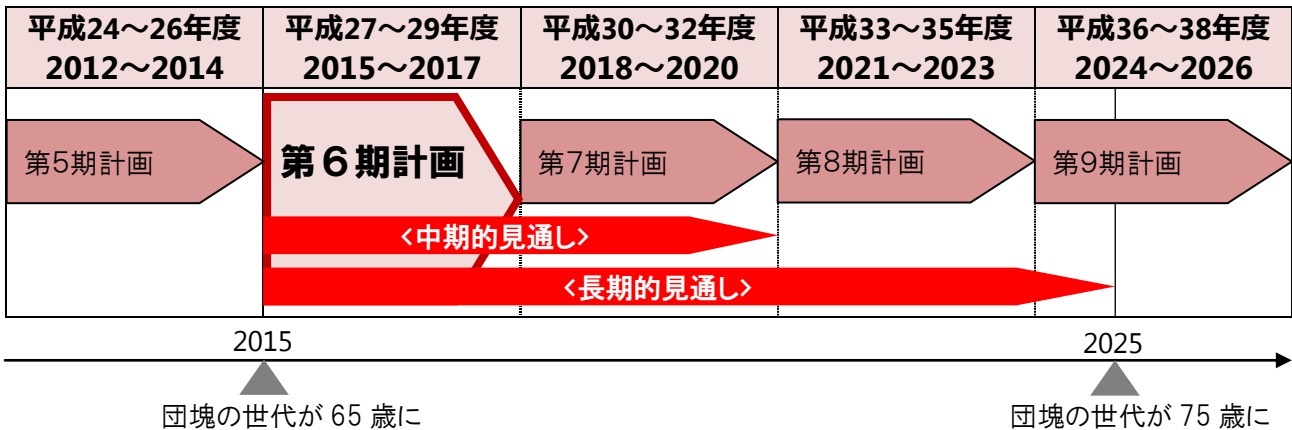 平成24～26年度
2012～2014
平成27～29年度
2015～2017
平成30～32年度
2018～2020
平成33～35年度
2021～2023
平成36～38年度
2024～2026
第5期計画
第６期計画
第7期計画
第8期計画
第9期計画
<中期的見通し>
<長期的見通し>
2015
2025
団塊の世代が 65 歳に
団塊の世代が 75 歳に